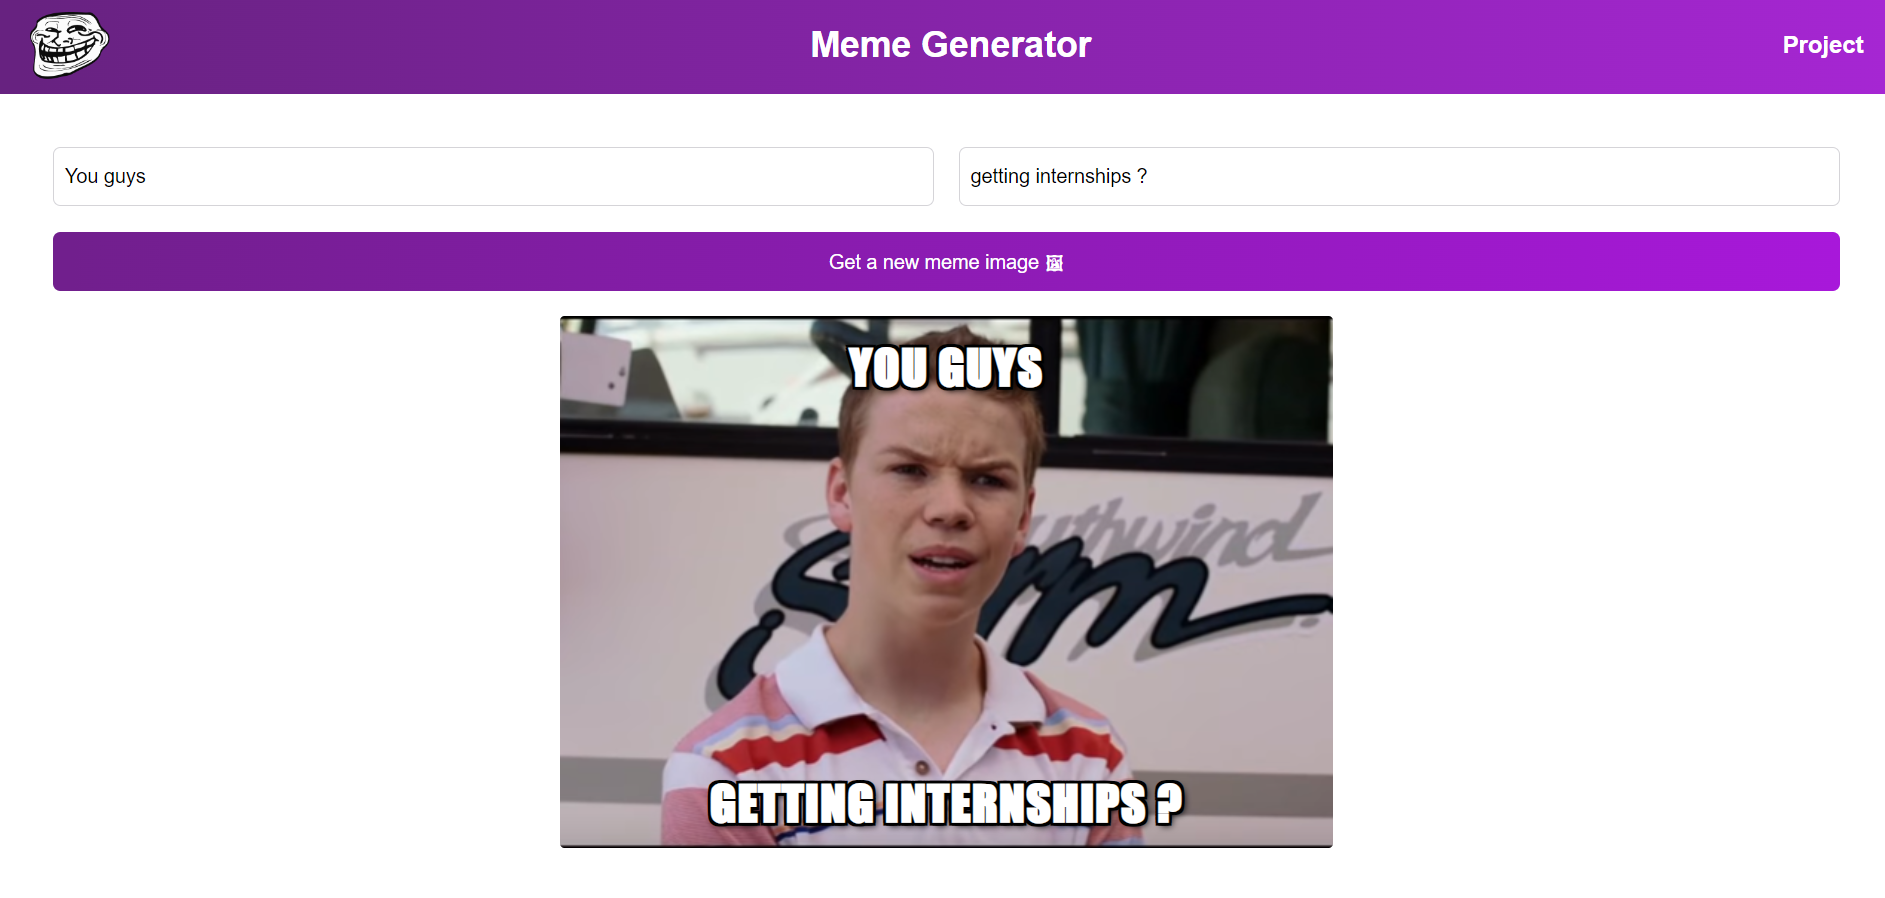 Meme Generator
Project
You guys
getting internships ?
Get a new meme image
YOU GUYS
uthwind
GETTING INTERNSHIPS ?